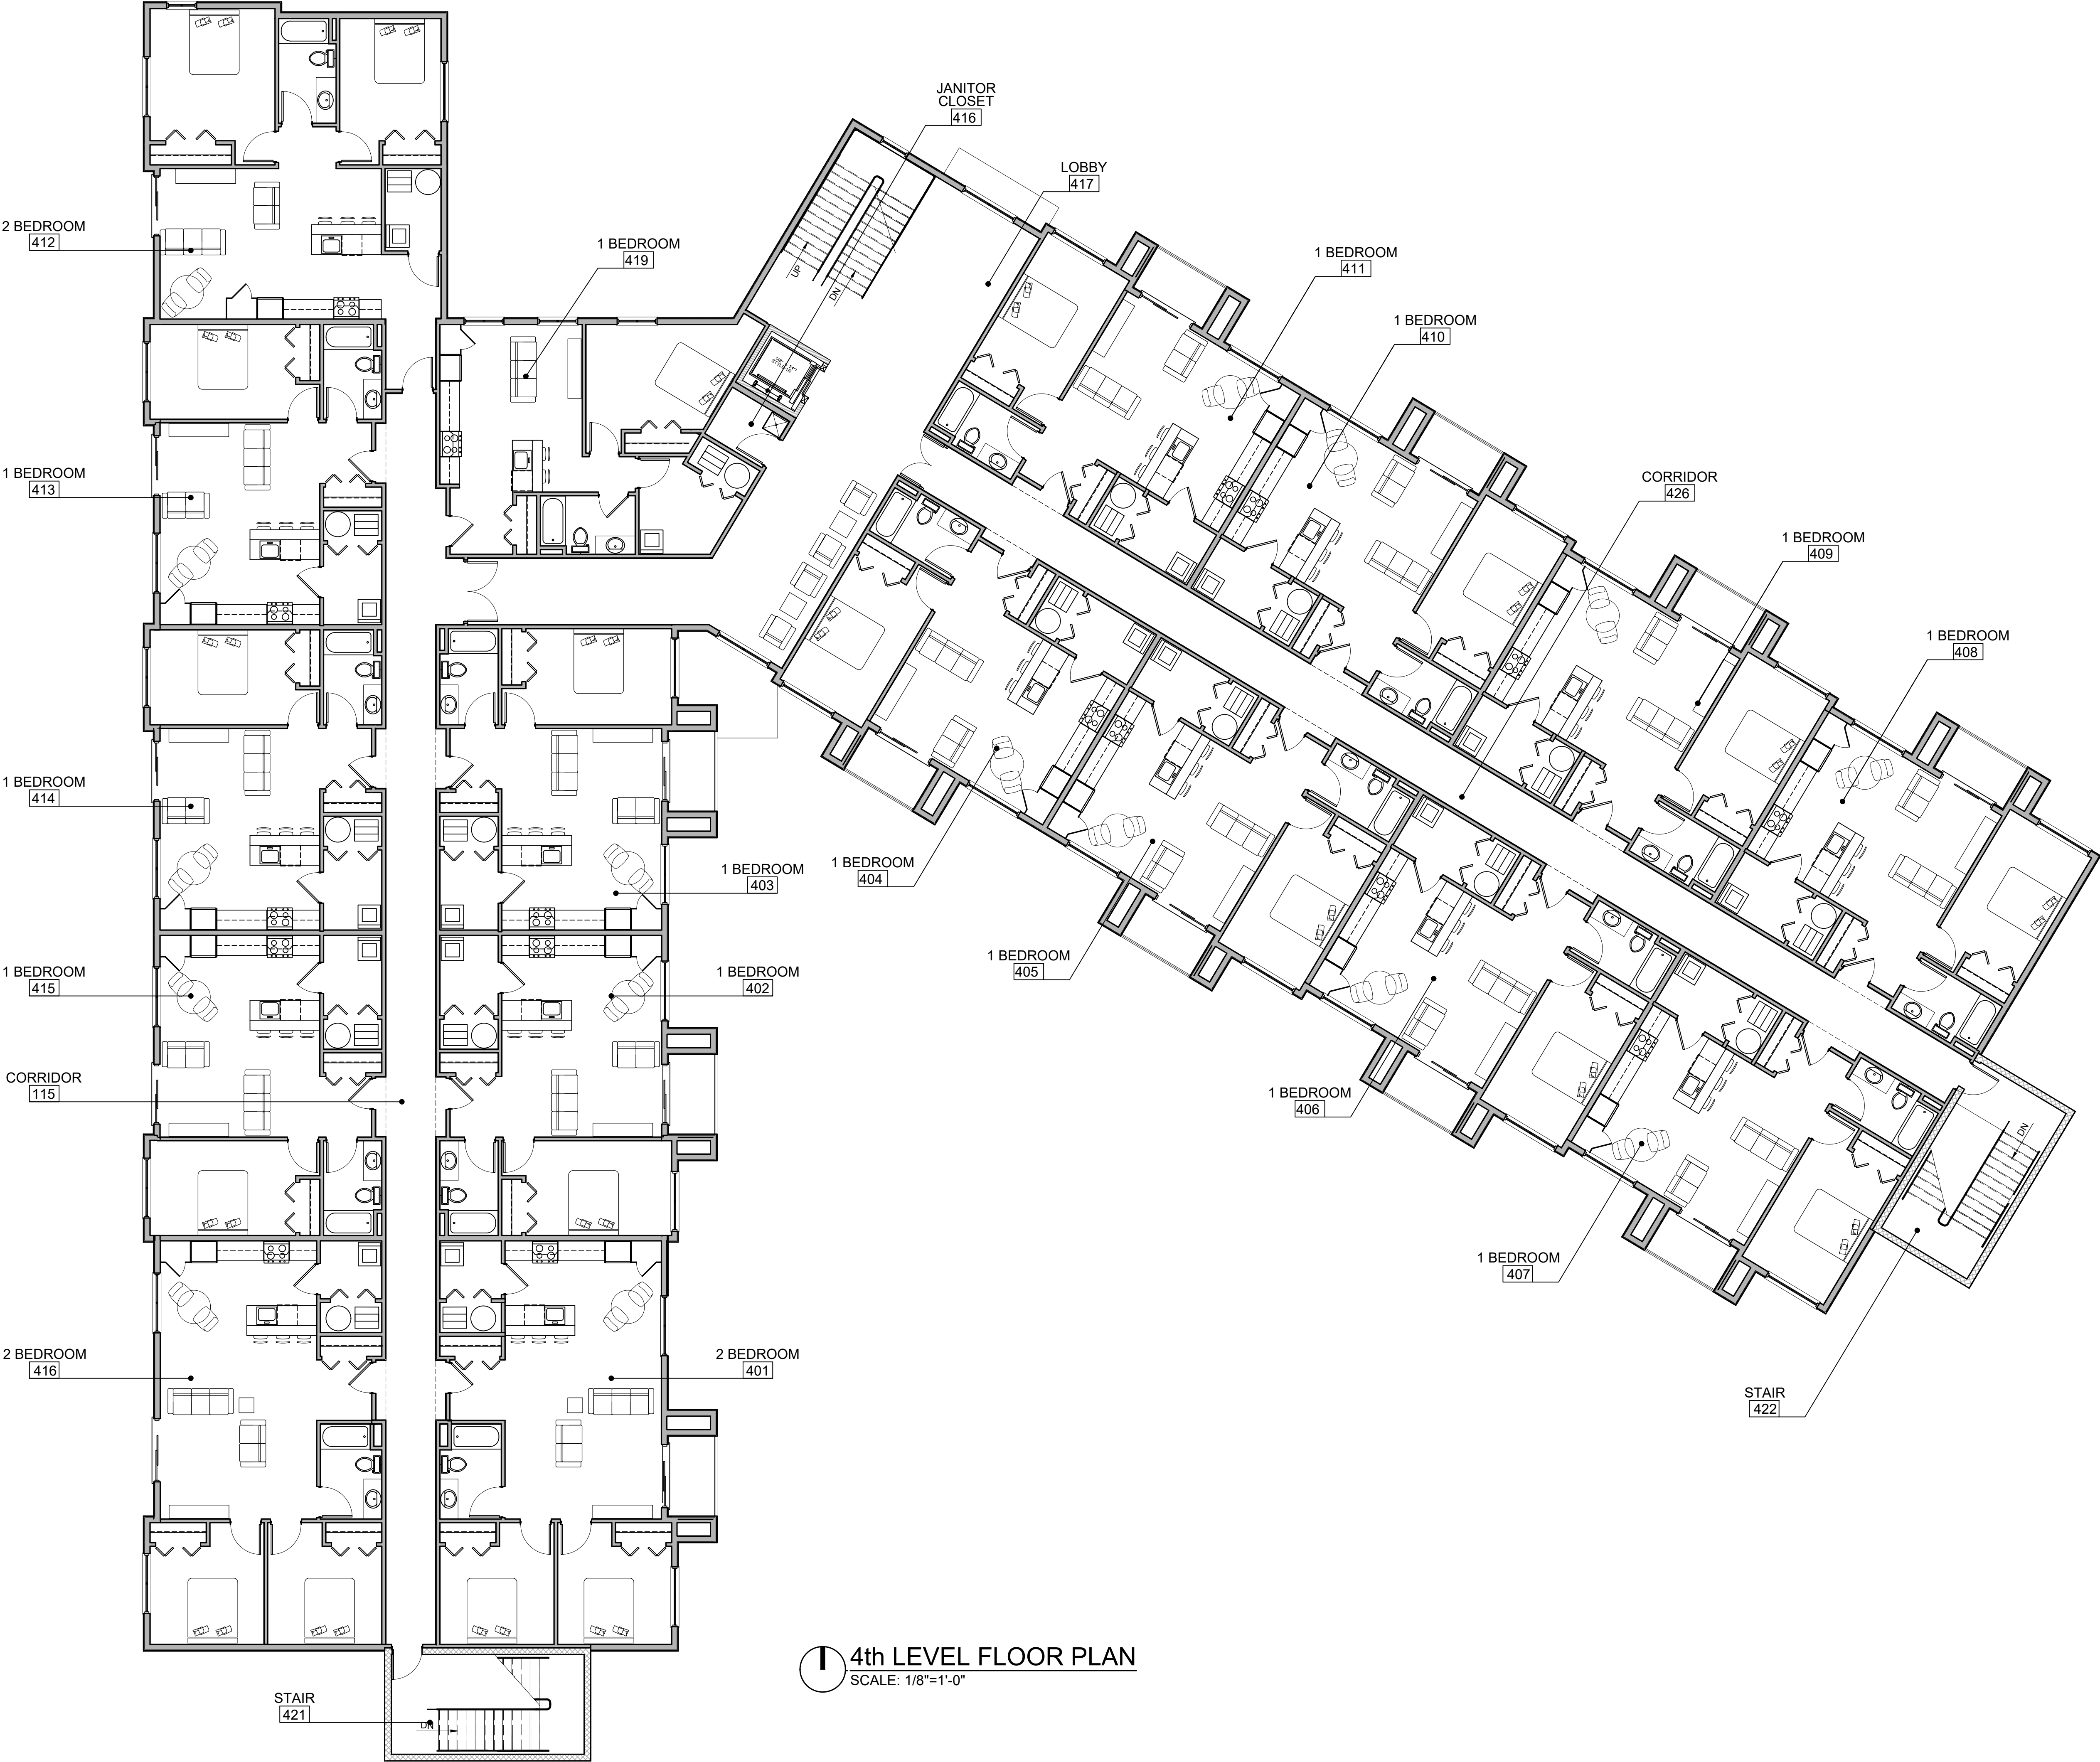 JANITOR
CLOSET
416
LOBBY
417
2 BEDROOM
412
1 BEDROOM
419
1 BEDROOM
411
UP
DN
1 BEDROOM
410
1 BEDROOM
413
CORRIDOR
426
1 BEDROOM
409
1 BEDROOM
408
1 BEDROOM
414
1 BEDROOM
403
1 BEDROOM
404
1 BEDROOM
415
1 BEDROOM
402
1 BEDROOM
405
CORRIDOR
115
1 BEDROOM
406
DN
1 BEDROOM
407
2 BEDROOM
416
2 BEDROOM
401
STAIR
422
4th LEVEL FLOOR PLAN
SCALE: 1/8"=1'-0"
STAIR
421
DN